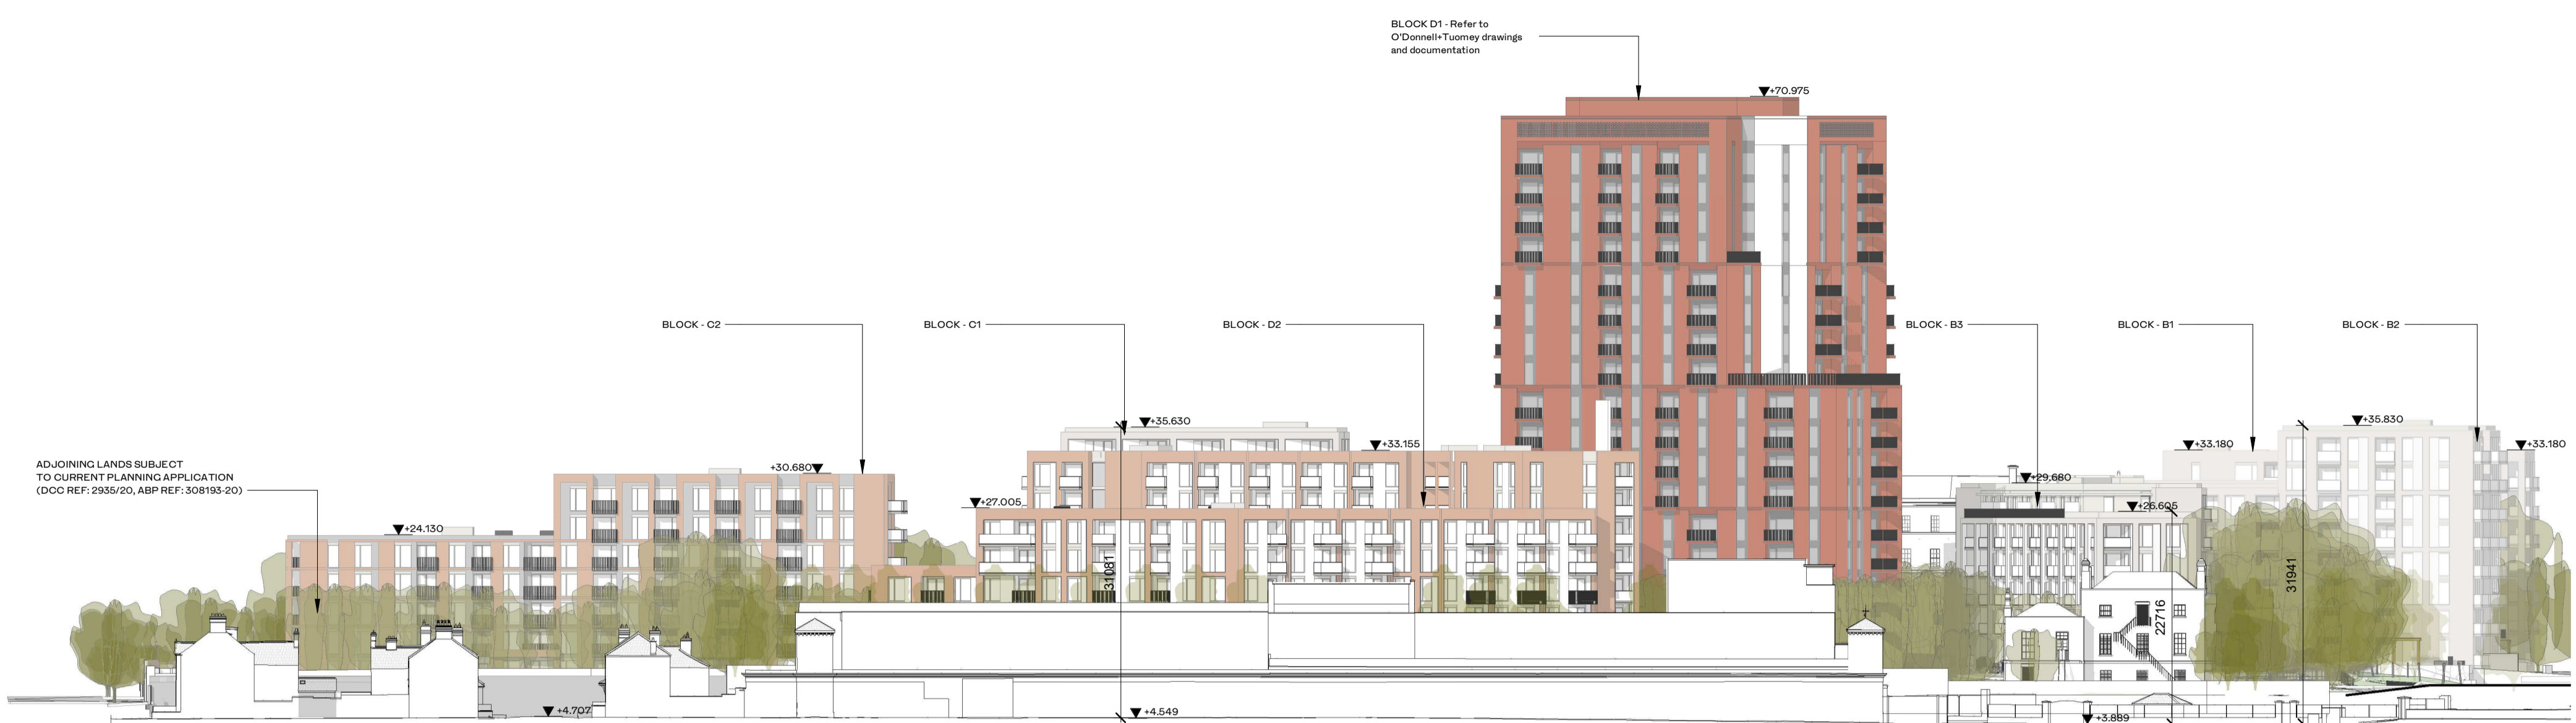 BLOCK D1 - Refer to
O'Donnell+Tuomey drawings
and documentation
+70.975
BLOCK - C2
BLOCK - C1
BLOCK - D2
BLOCK - B3
BLOCK - B1
BLOCK - B2
+35.630
+35.830
+33.155
+33.180
+33.180
ADJOINING LANDS SUBJECT
TO CURRENT PLANNING APPLICATION
(DCC REF: 2935/20, ABP REF: 308193-20)
+30.680
+29.680
+27.005
+26.605
+24.130
31081
31941
22716
+4.707
+4.549
+3.889